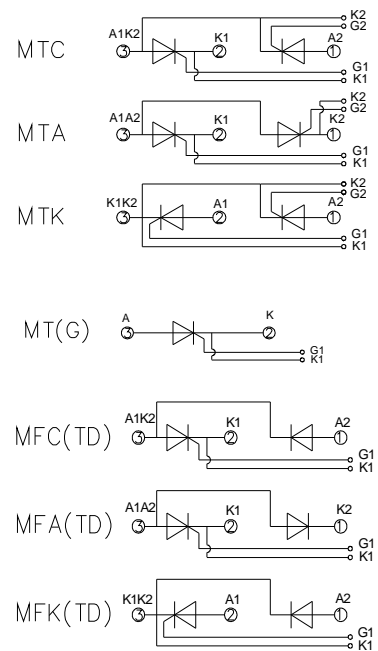 K2
A1K2 K1 A2 G2
MTC 3 2 1
G1
K1
K2
A1A2 K1 K2 G2
MTA 3 2 1
G1
K1
K2
K1K2 A1 A2 G2
MTK 3 2 1
G1
K1
A K
MT(G) 3 2
G1
K1
A1K2 K1 A2
MFC(TD) 3 2 1
G1
K1
A1A2 K1 K2
MFA(TD) 3 2 1
G1
K1
K1K2 A1 A2
MFK(TD) 3 2 1
G1
K1